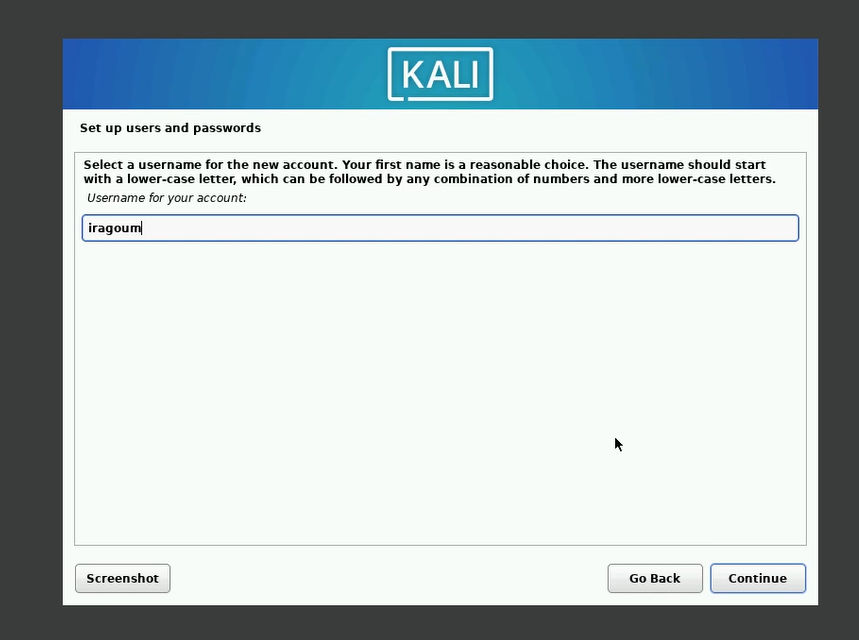 KALI
Set up users and passwords
Select a username for the new account. Your first name is a reasonable choice. The username should start
with a lower-case letter, which can be followed by any combination of numbers and more lower-case letters.
Username for your account:
iragoum
Screenshot
Go Back
Continue